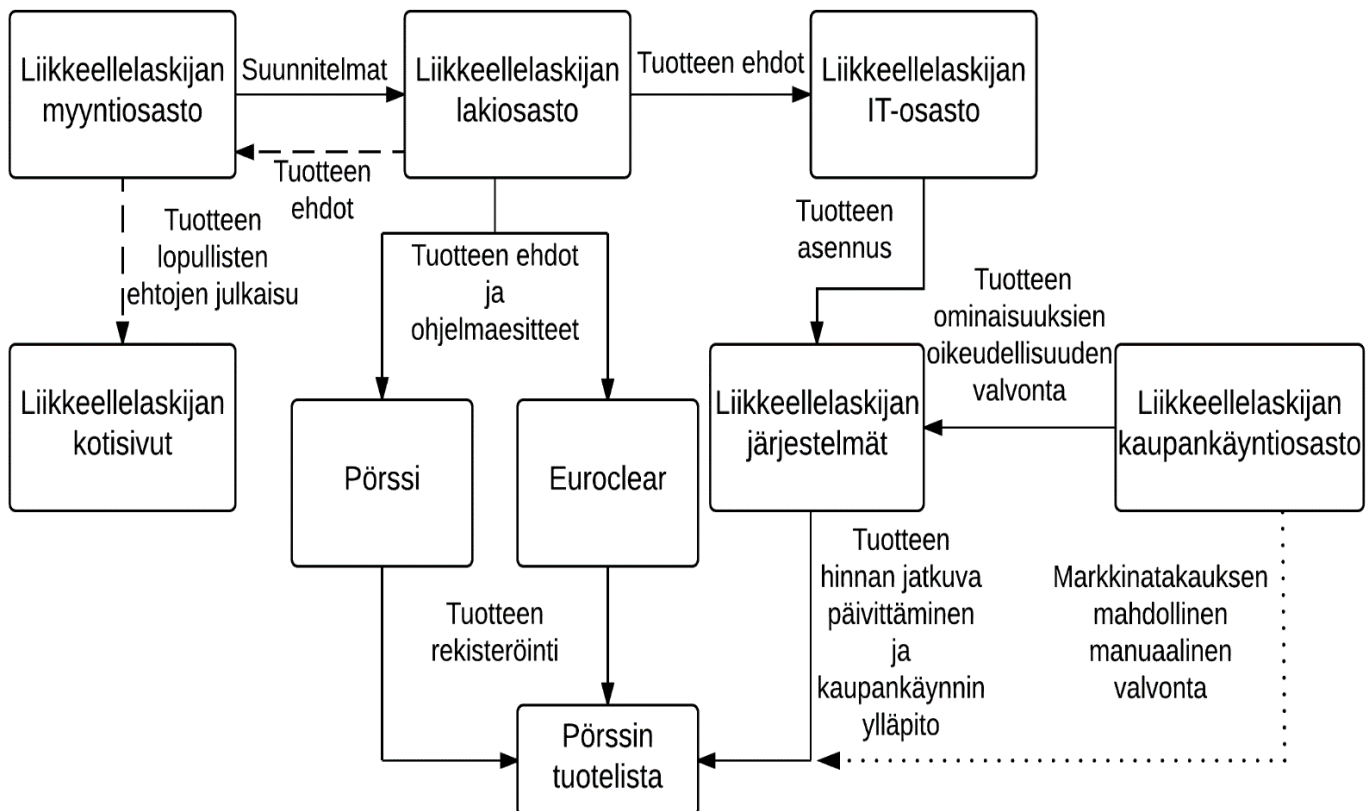 Liikkeellelaskijan
myyntiosasto
Suunnitelmat
Liikkeellelaskijan
lakiosasto
Tuotteen ehdot
Liikkeellelaskijan
IT-osasto
Tuotteen
ehdot
Tuotteen
lopullisten
ehtojen julkaisu
Tuotteen ehdot
ja
ohjelmaesitteet
Tuotteen
asennus
Tuotteen
ominaisuuksien
oikeudellisuuden
valvonta
Liikkeellelaskijan
kotisivut
Pörssi
Euroclear
Liikkeellelaskijan
järjestelmät
Liikkeellelaskijan
kaupankäyntiosasto
Tuotteen
rekisteröinti
Tuotteen
hinnan jatkuva
päivittäminen
ja
kaupankäynnin
ylläpito
Markkinatakauksen
mahdollinen
manuaalinen
valvonta
Pörssin
tuotelista